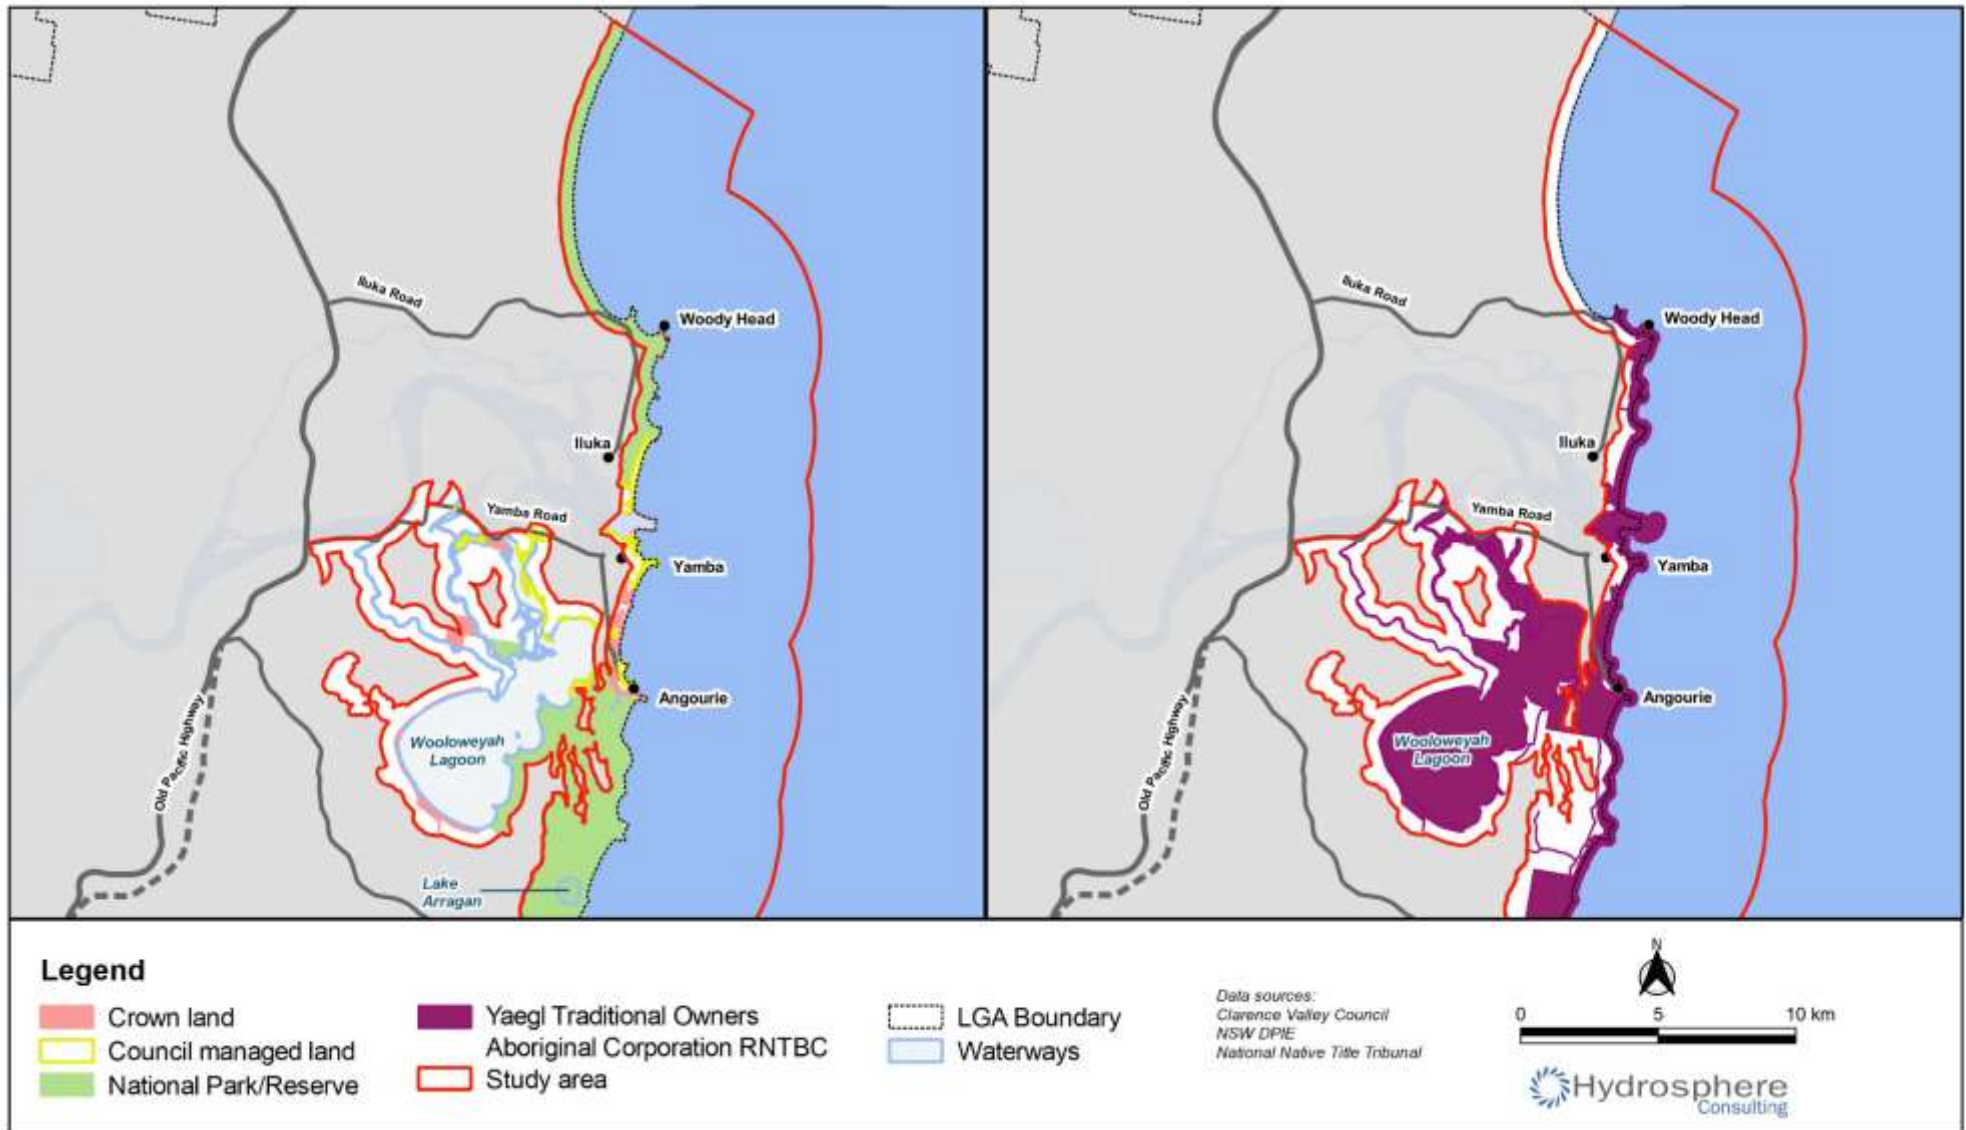 Iluka Road
Woody Head
Iluka
Yamba Road
Yamba
Angourie
Wooloweyah
Lagoon
Old Pacific Highway
Lake
Arragan
Iluka Road
Woody Head
Iluka
Yamba Road
Yamba
Angourie
Wooloweyah
Lagoon
Old Pacific Highway
Legend
Crown land
Council managed land
National Park/Reserve
Yaegl Traditional Owners
Aboriginal Corporation RNTBC
Study area
LGA Boundary
Waterways
Data sources:
Clarence Valley Council
NSW DPIE
National Native Title Tribunal
N
0 5 10 km
Hydrosphere
Consulting